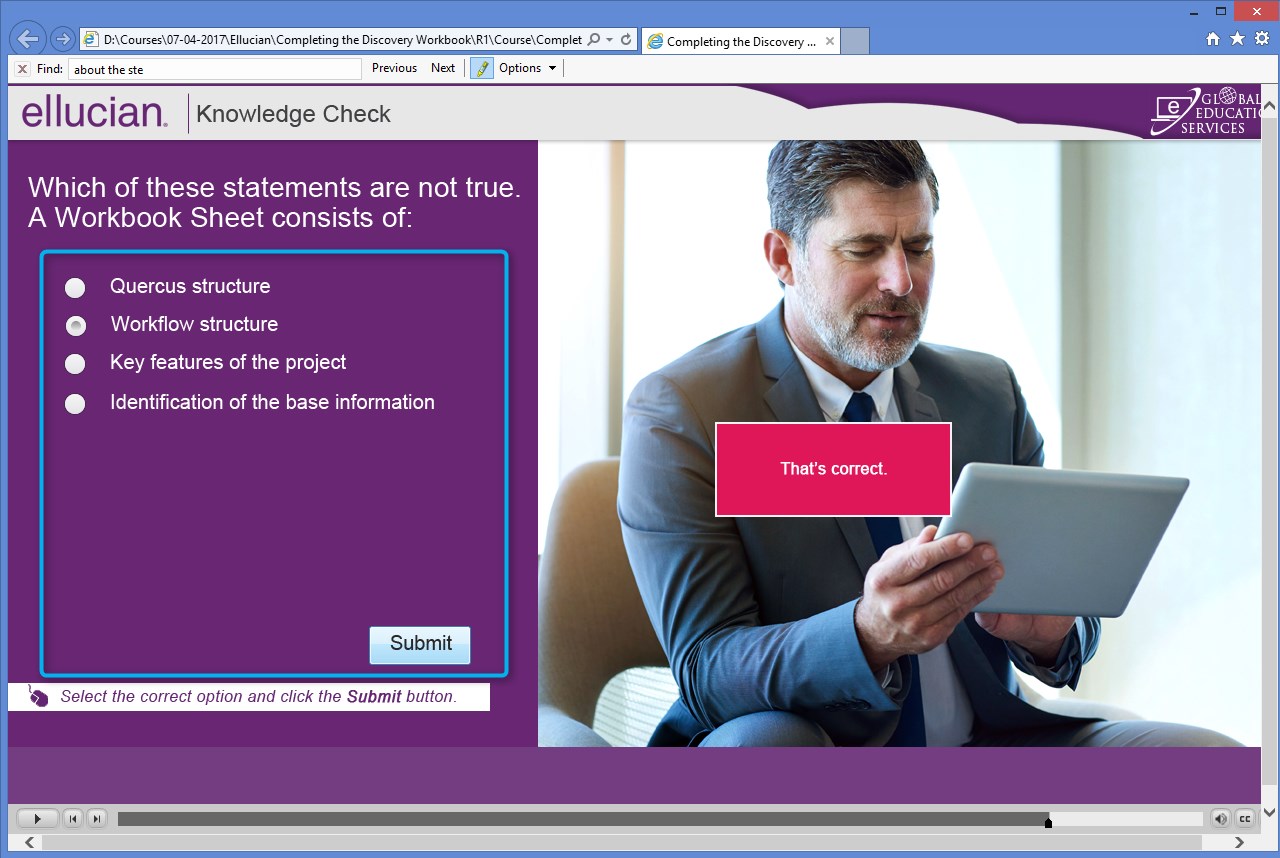 D:\Courses\07-04-2017\Ellucian\Completing the Discovery Workbook\R1\Course\Complet
Completing the Discovery ...
Find: about the ste Previous Next Options
ellucian. Knowledge Check
e GLOBAL
EDUCATIO
SERVICES
Which of these statements are not true.
A Workbook Sheet consists of:
Quercus structure
Workflow structure
Key features of the project
Identification of the base information
That's correct.
Submit
Select the correct option and click the Submit button.
CC